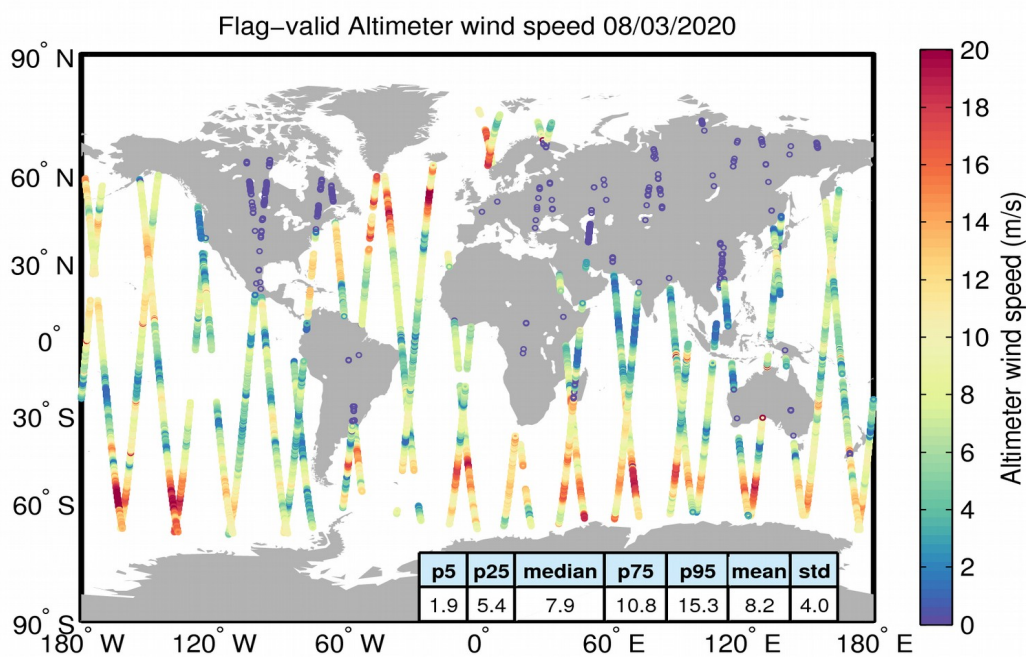 Flag−valid Altimeter wind speed 08/03/2020
90° N
60° N
30° N
0°
30° S
60° S
90° S
180° W
120° W
60° W
0°
60° E
120° E
180° E
p5 p25 median p75 p95 mean std
1.9 5.4 7.9 10.8 15.3 8.2 4.0
20
18
16
14
12
10
8
6
4
2
0
Altimeter wind speed (m/s)